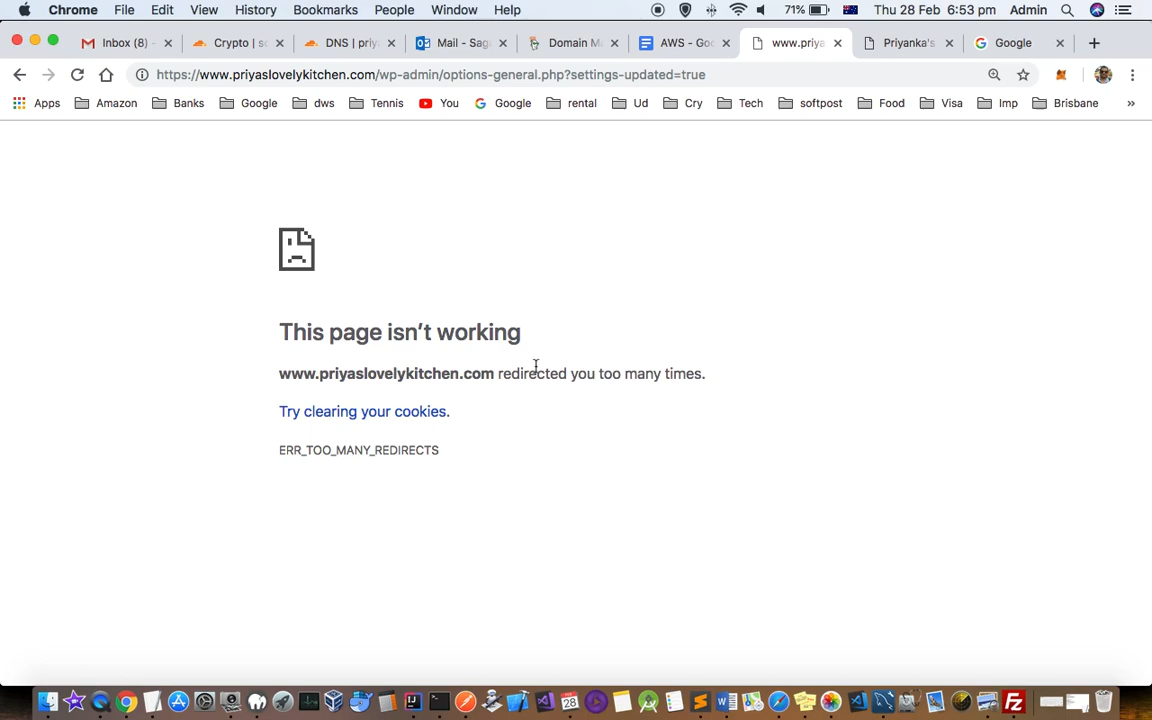 Chrome File Edit View History Bookmarks People Window Help 71% Thu 28 Feb 6:53 pm Admin
Inbox (8) - Crypto | sc DNS | priy Mail - Sag Domain M AWS - Goo www.priya Priyanka's Google
https://www.priyaslovelykitchen.com/wp-admin/options-general.php?settings-updated=true
Apps Amazon Banks Google dws Tennis You Google rental Ud Cry Tech softpost Food Visa Imp Brisbane »
This page isn't working
www.priyaslovelykitchen.com redirected you too many times.
Try clearing your cookies.
ERR_TOO_MANY_REDIRECTS